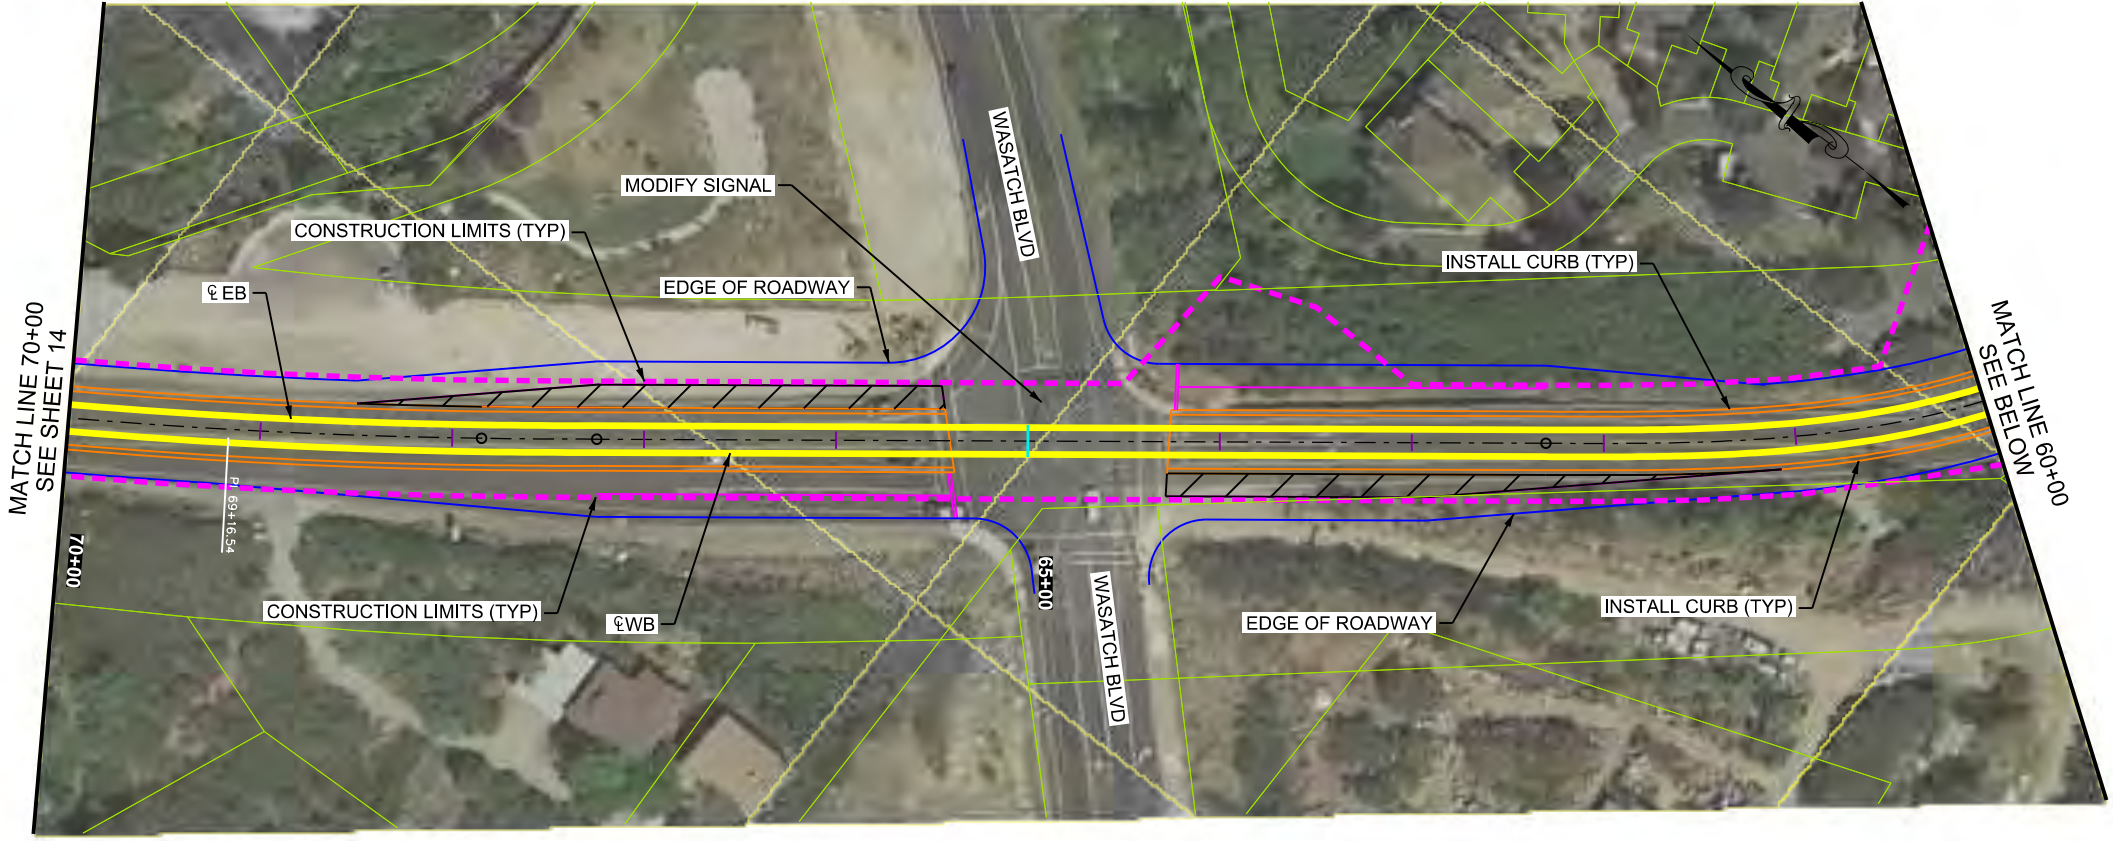 WASATCH BLVD
MODIFY SIGNAL
CONSTRUCTION LIMITS (TYP)
INSTALL CURB (TYP)
EDGE OF ROADWAY
℄ EB
MATCH LINE 70+00
SEE SHEET 14
MATCH LINE 60+00
SEE BELOW
PI 69+16.54
70+00
65+00
CONSTRUCTION LIMITS (TYP)
℄ WB
WASATCH BLVD
EDGE OF ROADWAY
INSTALL CURB (TYP)